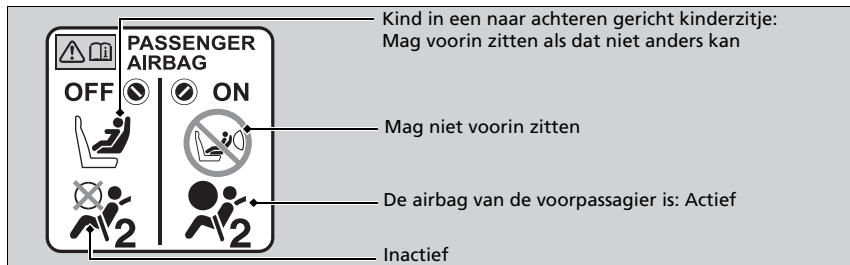 Kind in een naar achteren gericht kinderzitje:
Mag voorin zitten als dat niet anders kan
PASSENGER
AIRBAG
OFF ON
Mag niet voorin zitten
De airbag van de voorpassagier is: Actief
2 2
Inactief